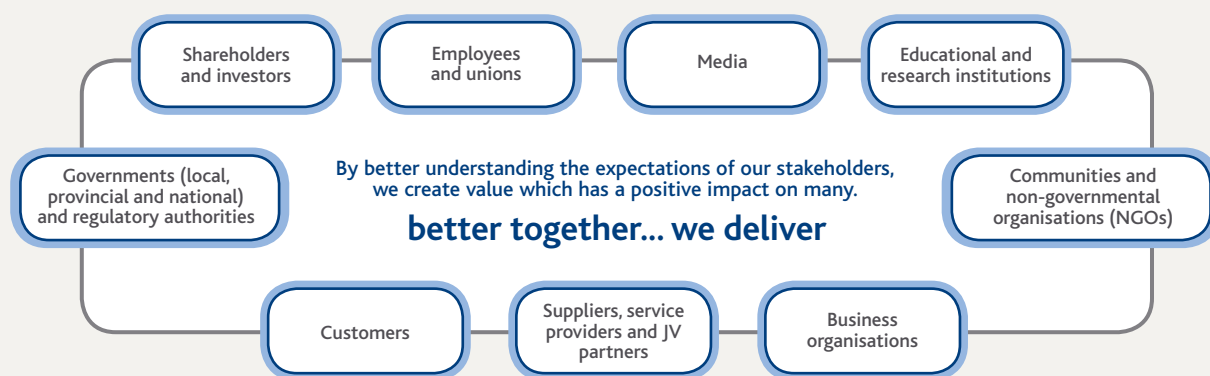 Shareholders
and investors
Employees
and unions
Media
Educational and
research institutions
Governments (local,
provincial and national)
and regulatory authorities
By better understanding the expectations of our stakeholders,
we create value which has a positive impact on many.
better together... we deliver
Communities and
non-governmental
organisations (NGOs)
Customers
Suppliers, service
providers and JV
partners
Business
organisations